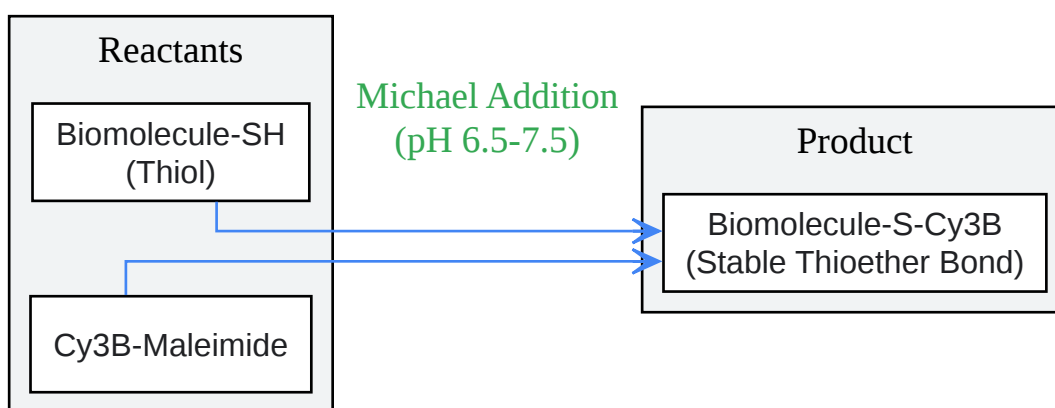 Reactants
Biomolecule-SH
(Thiol)
Cy3B-Maleimide
Michael Addition
(pH 6.5-7.5)
Product
Biomolecule-S-Cy3B
(Stable Thioether Bond)